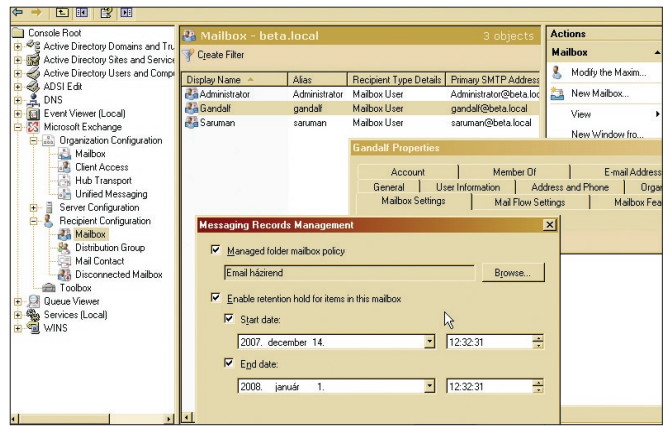 Console Root
Active Directory Domains and Tru
Active Directory Sites and Service
Active Directory Users and Compu
ADSI Edit
DNS
Event Viewer (Local)
Microsoft Exchange
Organization Configuration
Mailbox
Client Access
Hub Transport
Unified Messaging
Server Configuration
Recipient Configuration
Mailbox
Distribution Group
Mail Contact
Disconnected Mailbox
Toolbox
Queue Viewer
Services (Local)
WINS
Mailbox - beta.local 3 objects
Create Filter
Display Name Alias Recipient Type Details Primary SMTP Address
Administrator Administrator Mailbox User Administrator@beta.loc
Gandalf gandalf Mailbox User gandalf@beta.local
Saruman saruman Mailbox User saruman@beta.local
Actions
Mailbox
Modify the Maxim...
New Mailbox...
View
New Window fro...
Gandalf Properties
Account Member Of E-mail Address
General User Information Address and Phone Organ
Mailbox Settings Mail Flow Settings Mailbox Fea
Messaging Records Management
Managed folder mailbox policy
Email házirend Browse...
Enable retention hold for items in this mailbox
Start date:
2007. december 14. 12:32:31
End date:
2008. január 1. 12:32:31